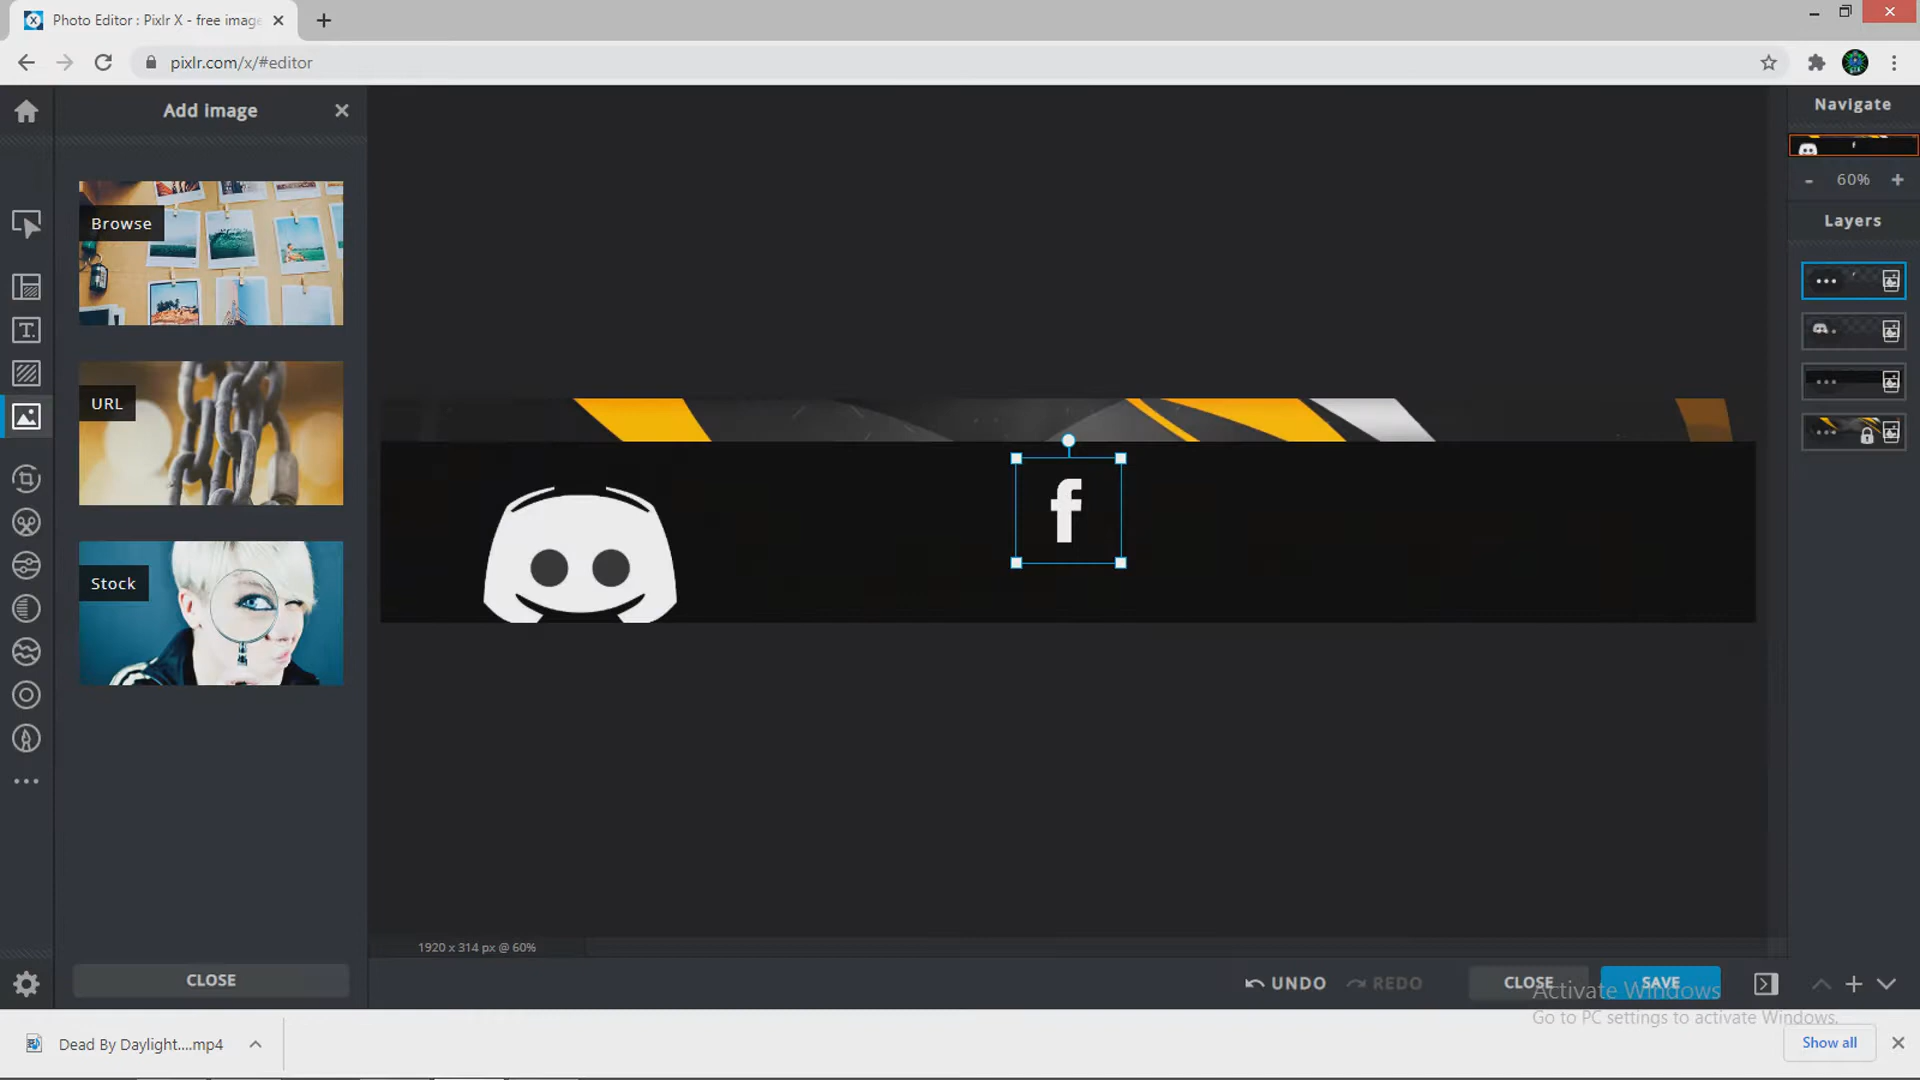 Photo Editor : Pixlr X - free image
pixlr.com/x/#editor
Add image
Browse
URL
Stock
CLOSE
f
1920 x 314 px @ 60%
UNDO
REDO
CLOSE
SAVE
Navigate
60%
Layers
Activate Windows
Go to PC settings to activate Windows.
Dead By Daylight....mp4
Show all